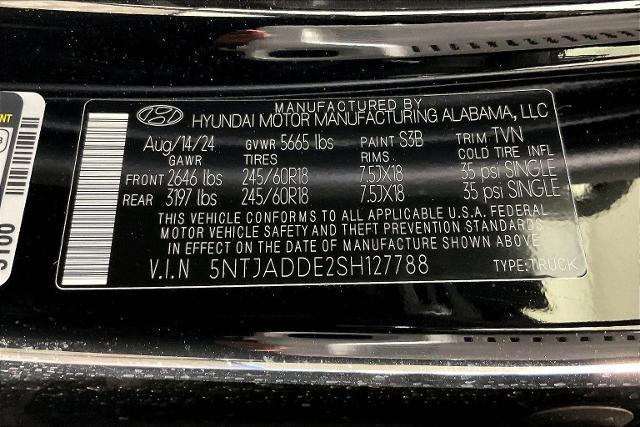 MANUFACTURED BY
HYUNDAI MOTOR MANUFACTURING ALABAMA, LLC
Aug/14/24 GVWR 5665 lbs PAINT S3B TRIM TVN
GAWR TIRES RIMS COLD TIRE INFL
FRONT 2646 lbs 245/60R18 7.5JX18 35 psi SINGLE
REAR 3197 lbs 245/60R18 7.5JX18 35 psi SINGLE
THIS VEHICLE CONFORMS TO ALL APPLICABLE U.S.A. FEDERAL
MOTOR VEHICLE SAFETY AND THEFT PREVENTION STANDARDS
IN EFFECT ON THE DATE OF MANUFACTURE SHOWN ABOVE.
V.I.N 5NTJADDE2SH127788 TYPE:TRUCK